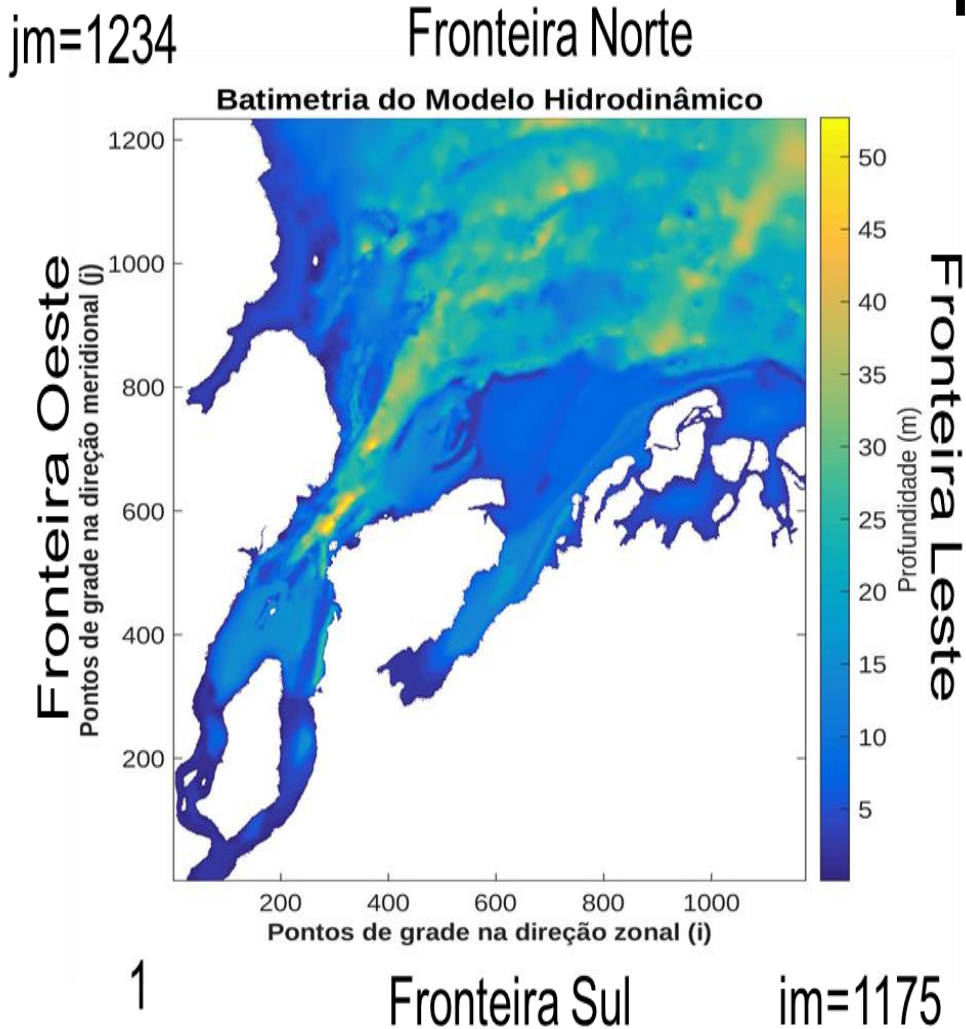 jm=1234
Fronteira Norte
Batimetria do Modelo Hidrodinâmico
Fronteira Oeste
Pontos de grade na direção meridional (j)
1200
1000
800
600
400
200
200 400 600 800 1000
Pontos de grade na direção zonal (i)
50
45
40
35
30
25
20
15
10
5
Profundidade (m)
Fronteira Leste
1
Fronteira Sul
im=1175